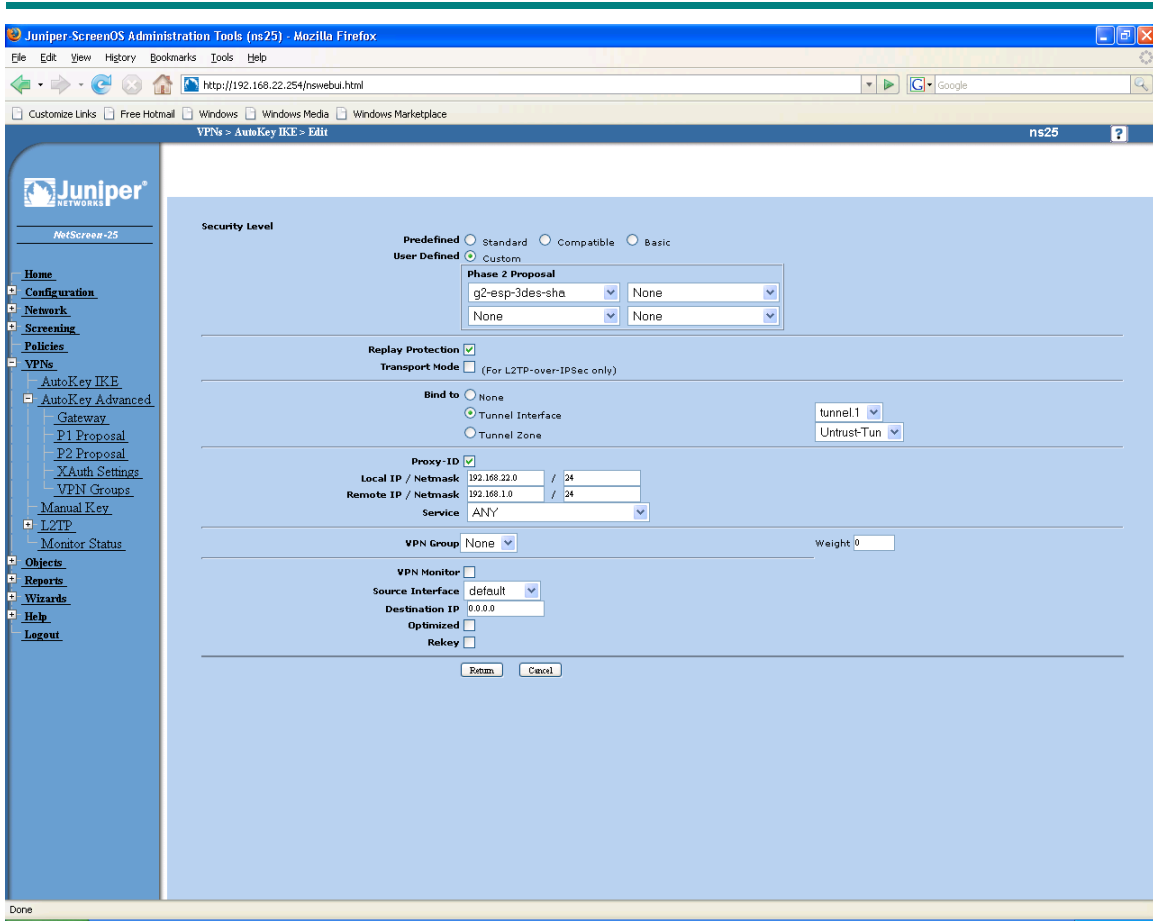 Juniper-ScreenOS Administration Tools (ns25) - Mozilla Firefox
File Edit View History Bookmarks Tools Help
http://192.168.22.254/nswebui.html
G Google
Customize Links Free Hotmail Windows Windows Media Windows Marketplace
VPNs > AutoKey IKE > Edit ns25 ?
Juniper®
NETWORKS
NetScreen-25
Home
Configuration
Network
Screening
Policies
VPNs
AutoKey IKE
AutoKey Advanced
Gateway
P1 Proposal
P2 Proposal
XAuth Settings
VPN Groups
Manual Key
L2TP
Monitor Status
Objects
Reports
Wizards
Help
Logout
Security Level
Predefined Standard Compatible Basic
User Defined Custom
Phase 2 Proposal
g2-esp-3des-sha None
None None
Replay Protection
Transport Mode (For L2TP-over-IPSec only)
Bind to None
Tunnel Interface tunnel.1
Tunnel Zone Untrust-Tun
Proxy-ID
Local IP / Netmask 192.168.22.0 / 24
Remote IP / Netmask 192.168.1.0 / 24
Service ANY
VPN Group None Weight 0
VPN Monitor
Source Interface default
Destination IP 0.0.0.0
Optimized
Rekey
Return Cancel
Done